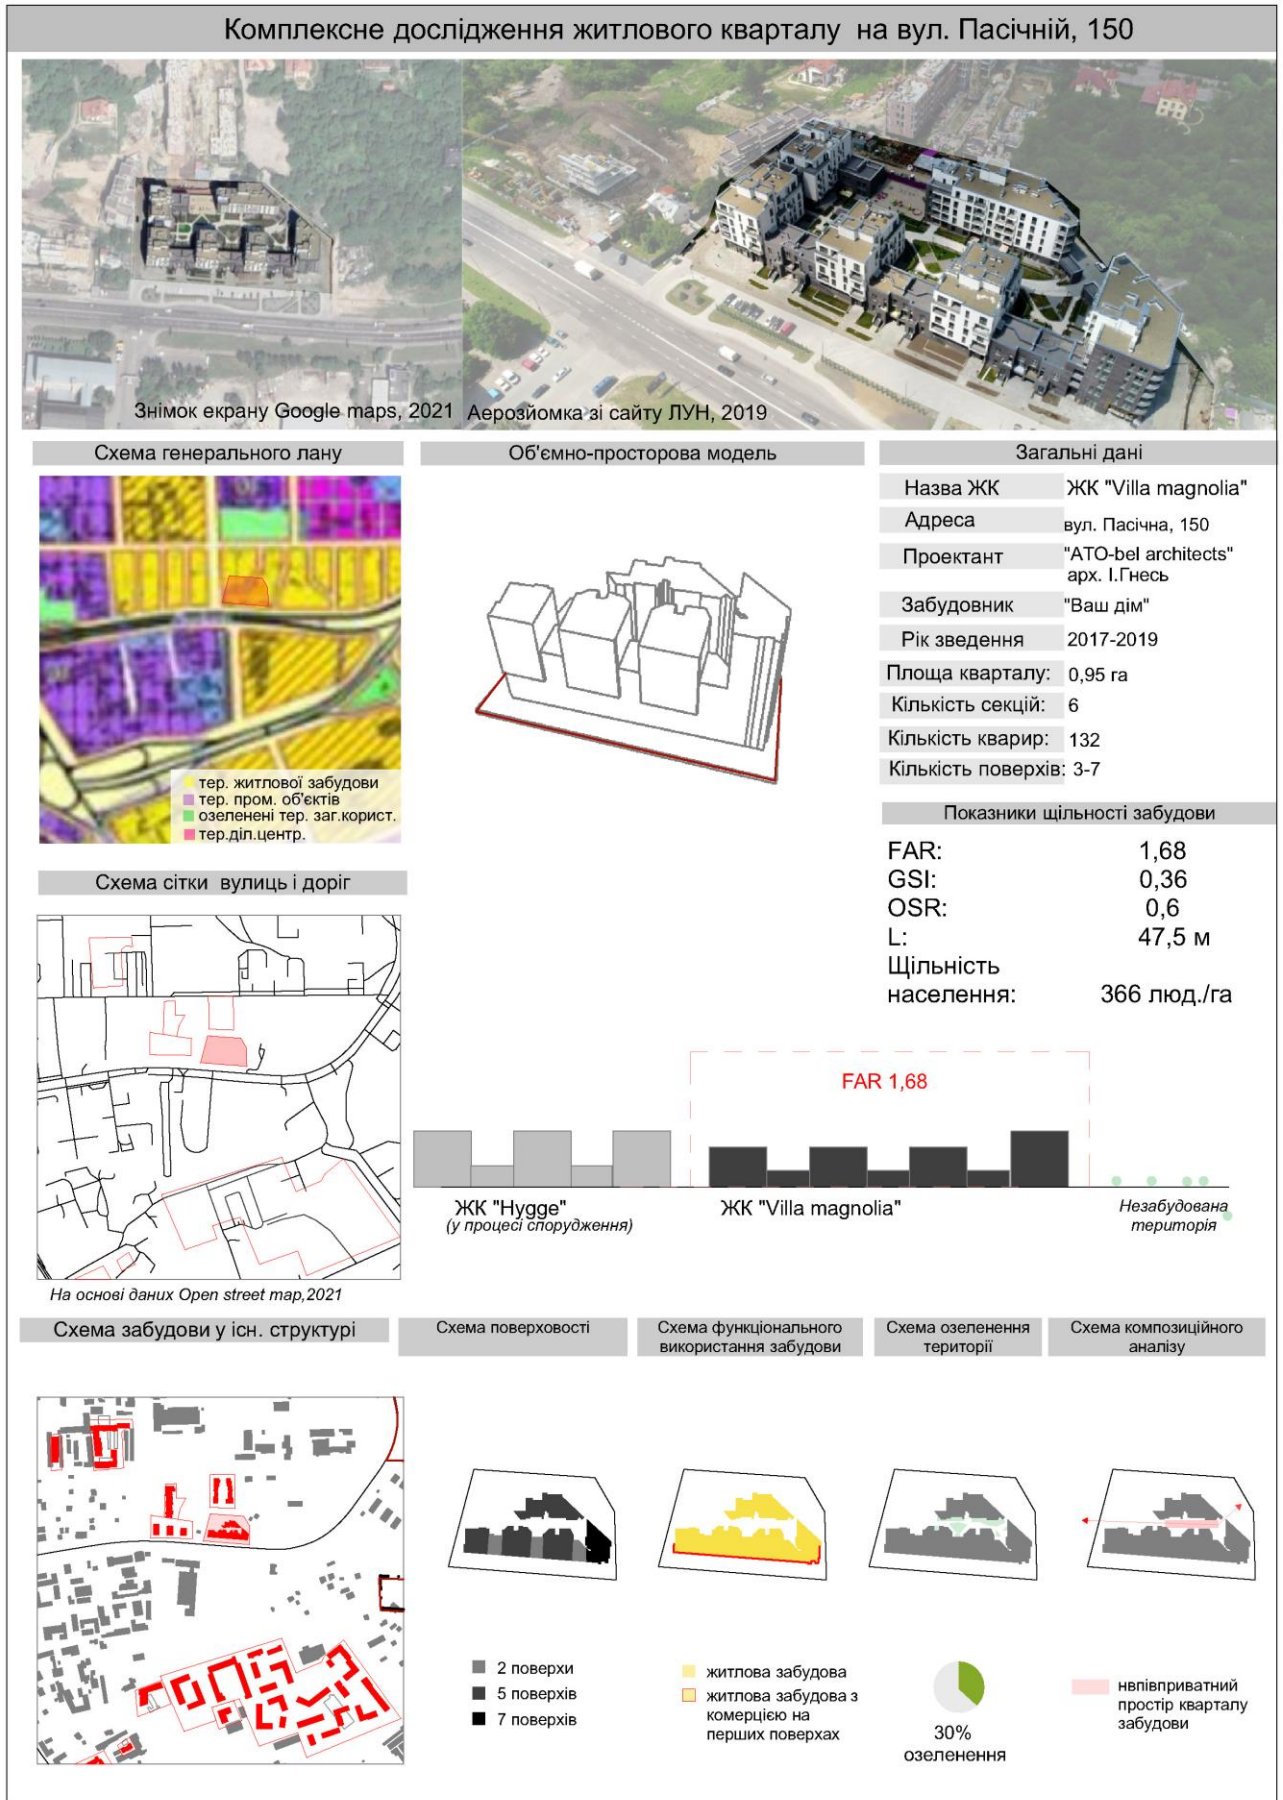 Комплексне дослідження житлового кварталу на вул. Пасічній, 150
Знімок екрану Google maps, 2021
Аерозйомка зі сайту ЛУН, 2019
Схема генерального лану
тер. житлової забудови
тер. пром. об'єктів
озеленені тер. заг.корист.
тер.діл.центр.
Об'ємно-просторова модель
Загальні дані
Назва ЖК ЖК "Villa magnolia"
Адреса вул. Пасічна, 150
Проектант "АТО-bel architects"
арх. І.Гнесь
Забудовник "Ваш дім"
Рік зведення 2017-2019
Площа кварталу: 0,95 га
Кількість секцій: 6
Кількість кварир: 132
Кількість поверхів: 3-7
Показники щільності забудови
FAR: 1,68
GSI: 0,36
OSR: 0,6
L: 47,5 м
Щільність
населення: 366 люд./га
Схема сітки вулиць і доріг
На основі даних Open street map,2021
FAR 1,68
ЖК "Hygge"
(у процесі спорудження)
ЖК "Villa magnolia"
Незабудована
територія
Схема забудови у існ. структурі
Схема поверховості
2 поверхи
5 поверхів
7 поверхів
Схема функціонального
використання забудови
житлова забудова
житлова забудова з
комерцією на
перших поверхах
Схема озеленення
території
30%
озеленення
Схема композиційного
аналізу
нвпівприватний
простір кварталу
забудови